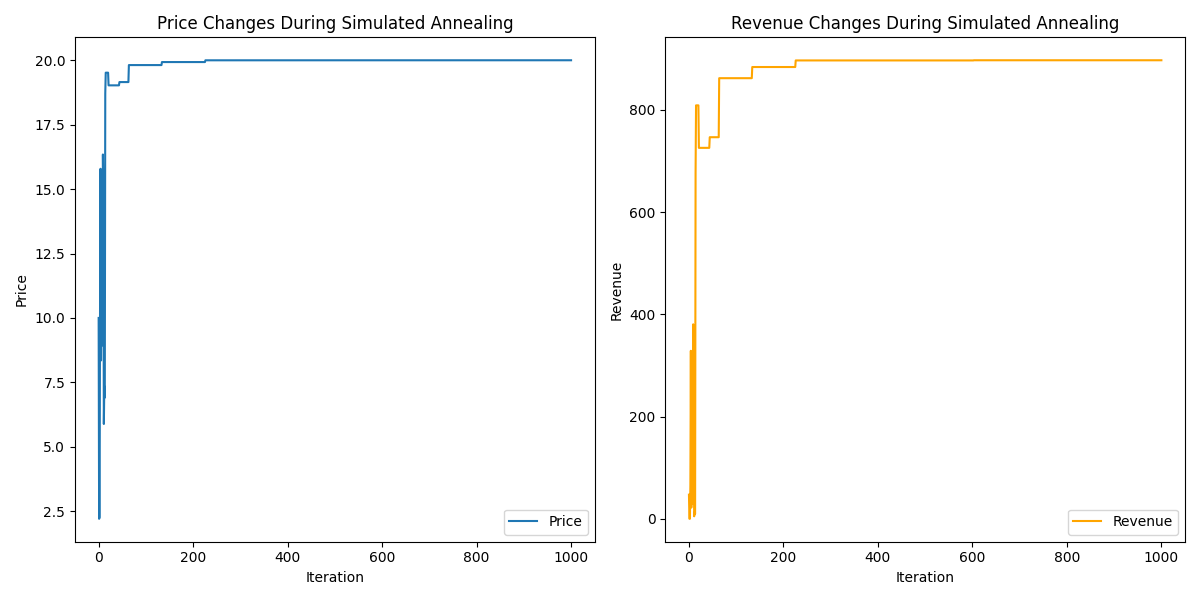 Price Changes During Simulated Annealing
20.0
17.5
15.0
12.5
10.0
7.5
5.0
2.5
Price
0 200 400 600 800 1000
Iteration
Price
Revenue Changes During Simulated Annealing
800
600
400
200
0
Revenue
0 200 400 600 800 1000
Iteration
Revenue